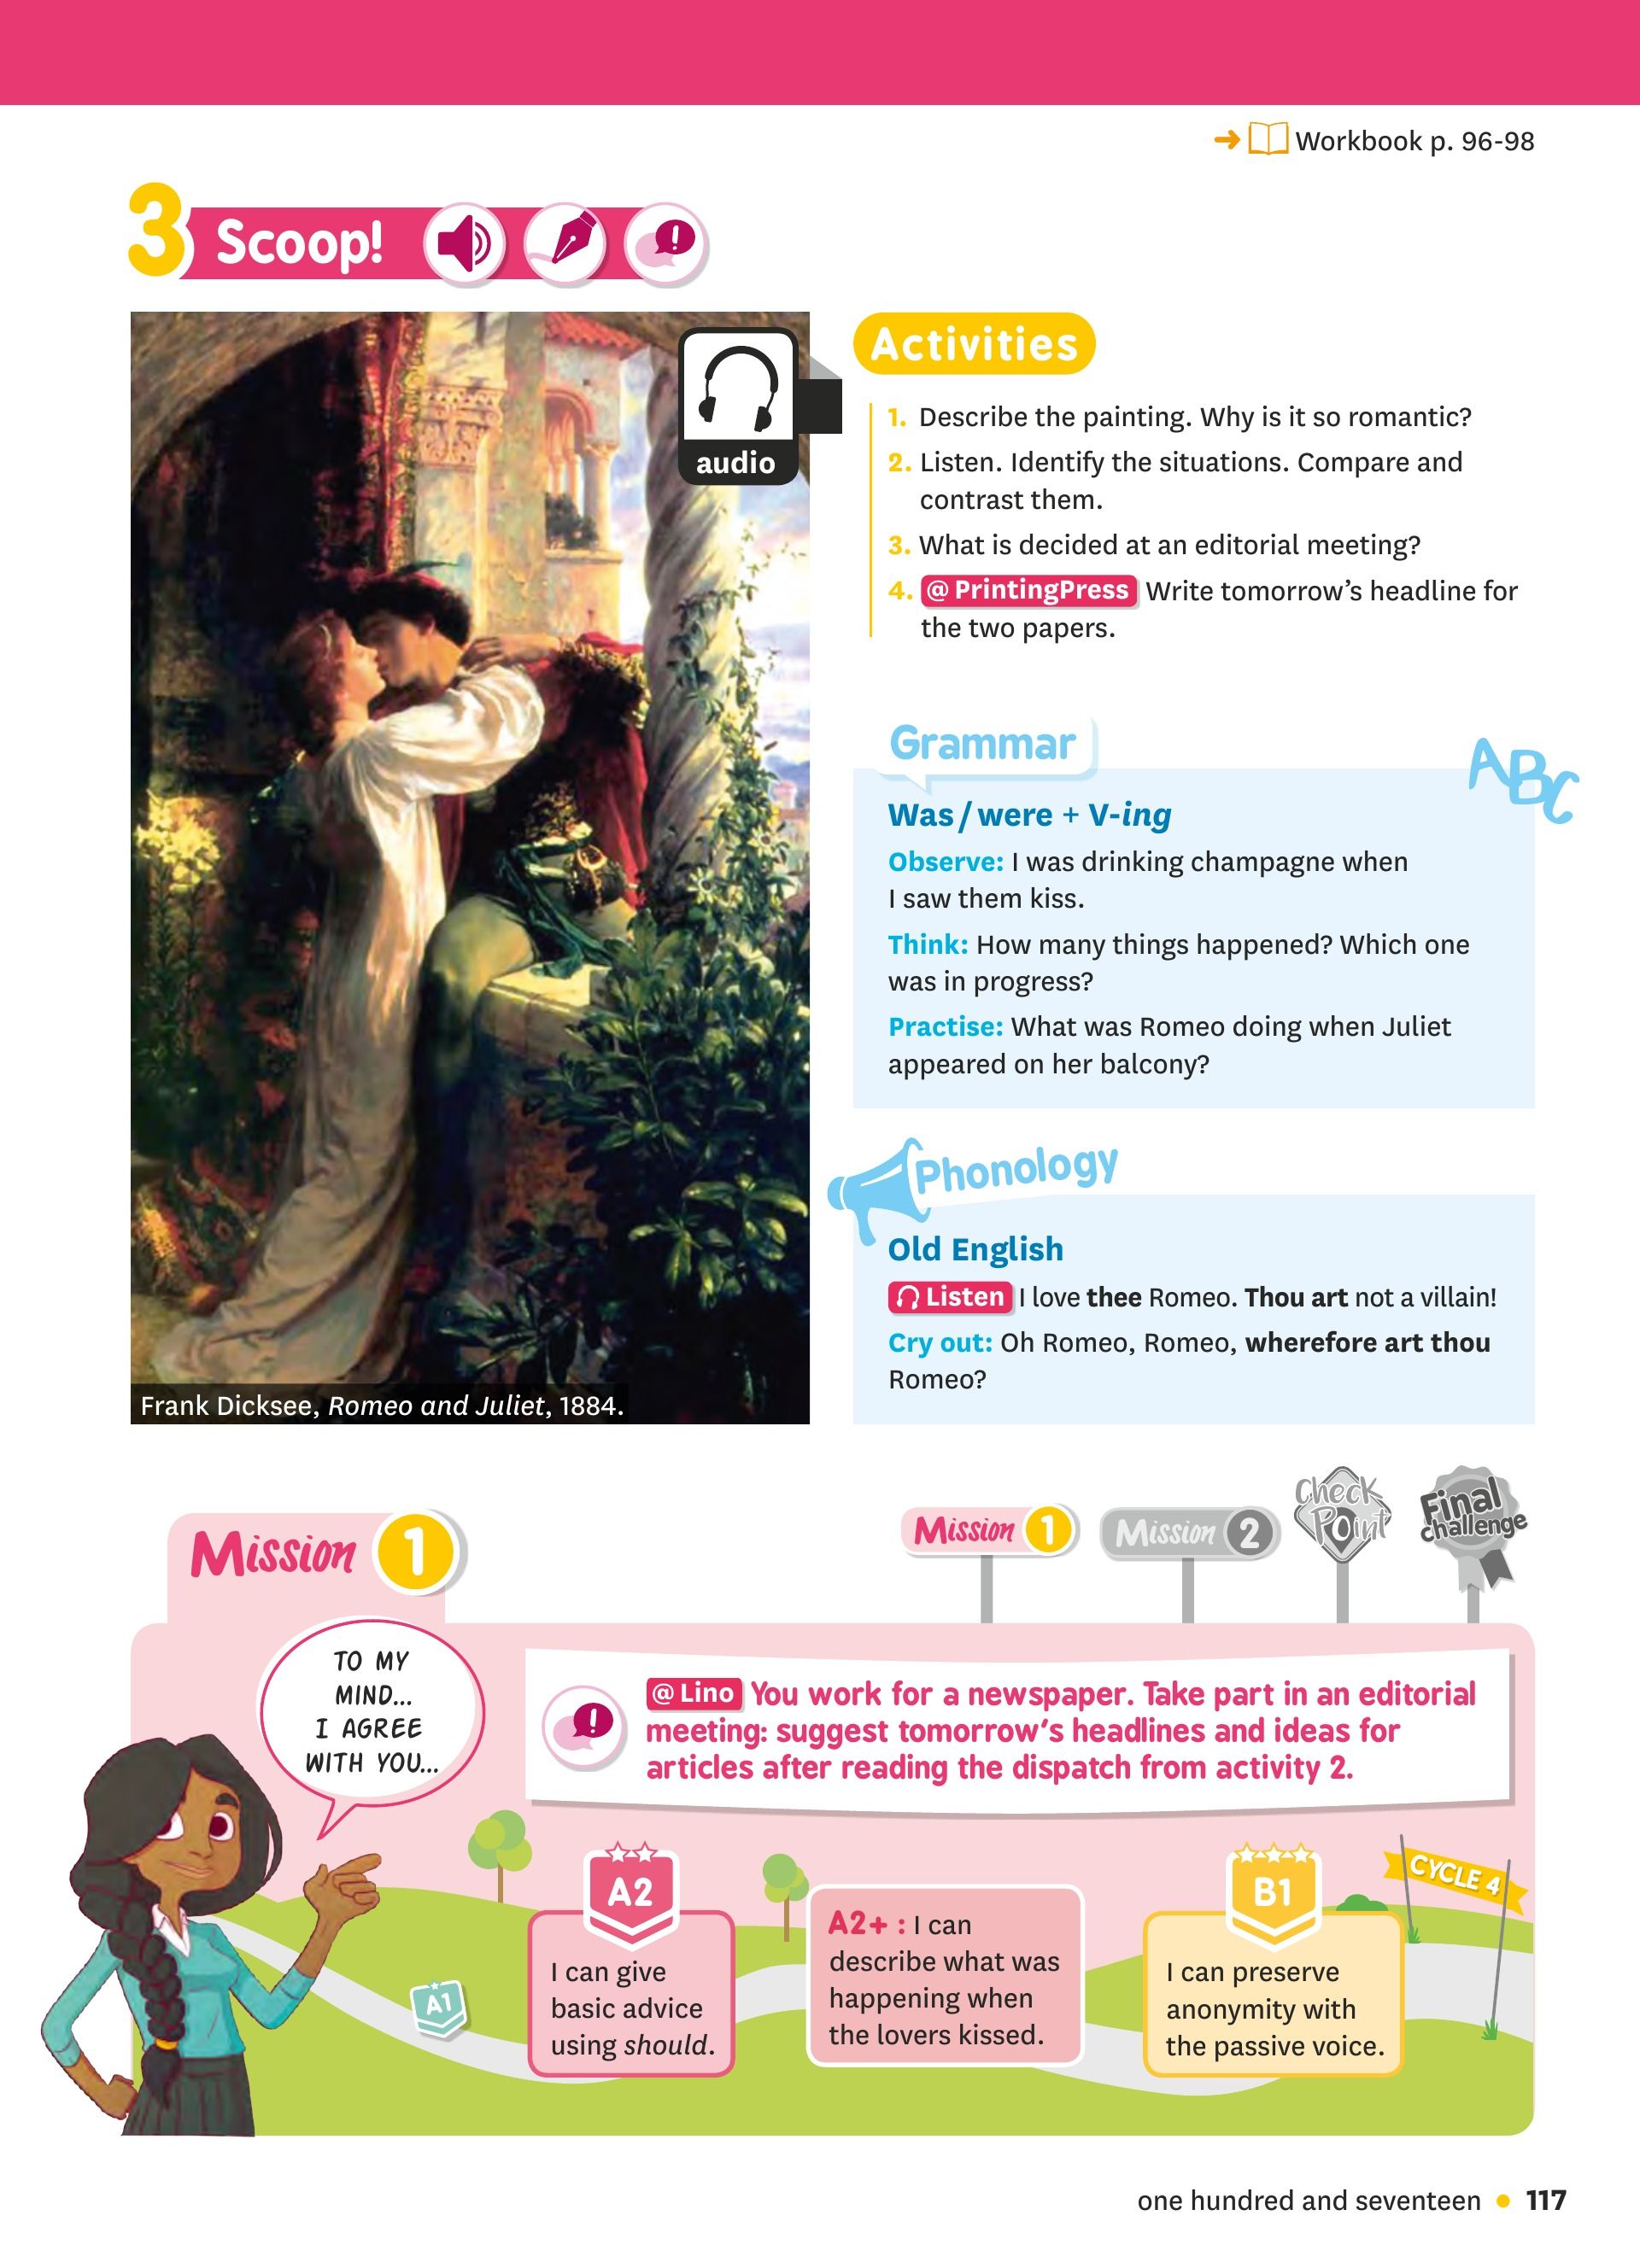 Workbook p. 96-98
3 Scoop!
audio
Frank Dicksee, Romeo and Juliet, 1884.
Activities
1. Describe the painting. Why is it so romantic?
2. Listen. Identify the situations. Compare and
contrast them.
3. What is decided at an editorial meeting?
4. @ PrintingPress Write tomorrow's headline for
the two papers.
Grammar
ABC
Was / were + V-ing
Observe: I was drinking champagne when
I saw them kiss.
Think: How many things happened? Which one
was in progress?
Practise: What was Romeo doing when Juliet
appeared on her balcony?
Phonology
Old English
Listen I love thee Romeo. Thou art not a villain!
Cry out: Oh Romeo, Romeo, wherefore art thou
Romeo?
Mission 1
Mission 1
Mission 2
Check
Point
Final
challenge
TO MY
MIND...
I AGREE
WITH YOU...
@ Lino You work for a newspaper. Take part in an editorial
meeting: suggest tomorrow's headlines and ideas for
articles after reading the dispatch from activity 2.
A1
A2
I can give
basic advice
using should.
A2+ : I can
describe what was
happening when
the lovers kissed.
B1
I can preserve
anonymity with
the passive voice.
CYCLE 4
one hundred and seventeen • 117